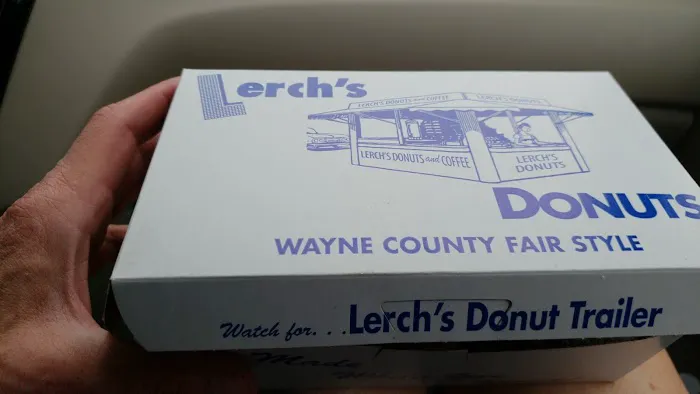 Lerch's
LERCH'S DONUTS and COFFEE
LERCH'S DONUTS
LERCH'S DONUTS and COFFEE
LERCH'S
DONUTS
DONUTS
WAYNE COUNTY FAIR STYLE
Watch for. . . Lerch's Donut Trailer
Made